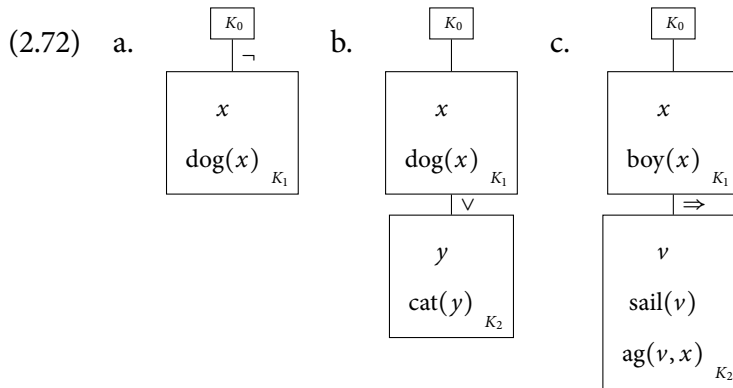 (2.72) a. K₀ b. K₀ c. K₀
¬
x x x
dog(x) K₁ dog(x) K₁ boy(x) K₁
∨ ⇒
y v
cat(y) K₂ sail(v)
ag(v, x) K₂